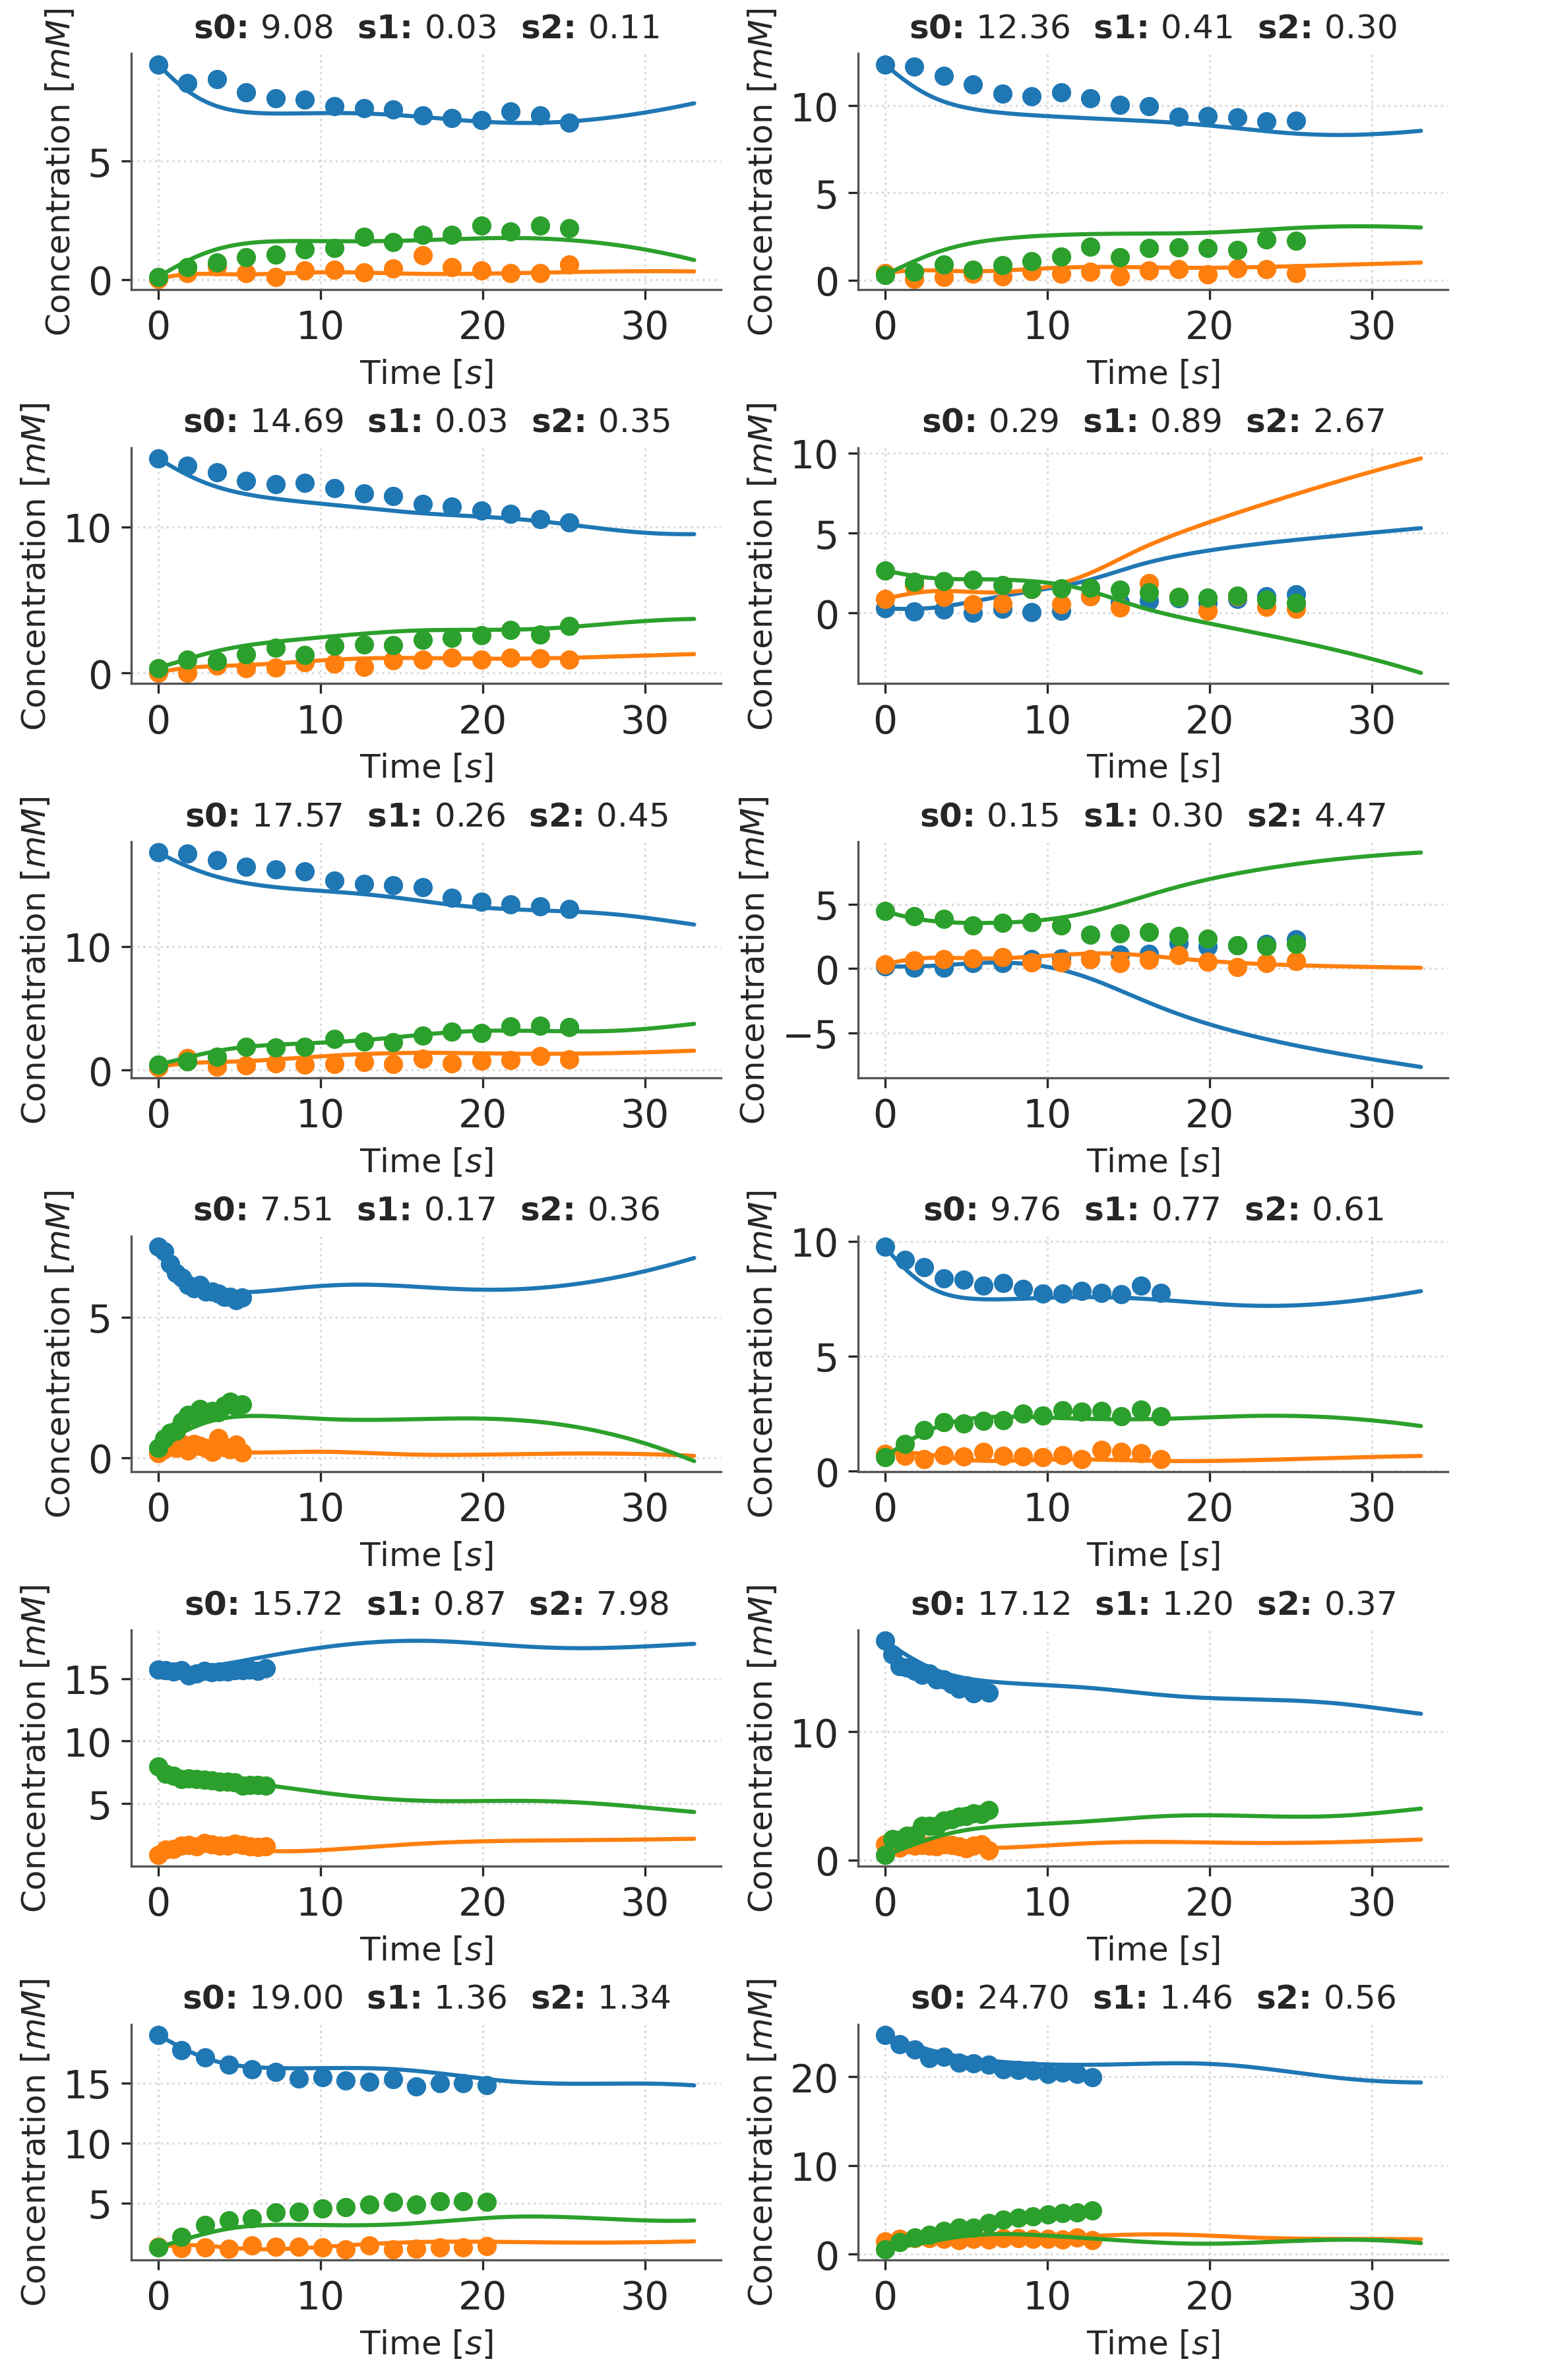 s0: 9.08 s1: 0.03 s2: 0.11
Concentration [mM]
5
0
0 10 20 30
Time [s]
s0: 12.36 s1: 0.41 s2: 0.30
Concentration [mM]
10
5
0
0 10 20 30
Time [s]
s0: 14.69 s1: 0.03 s2: 0.35
Concentration [mM]
10
0
0 10 20 30
Time [s]
s0: 0.29 s1: 0.89 s2: 2.67
Concentration [mM]
10
5
0
0 10 20 30
Time [s]
s0: 17.57 s1: 0.26 s2: 0.45
Concentration [mM]
10
0
0 10 20 30
Time [s]
s0: 0.15 s1: 0.30 s2: 4.47
Concentration [mM]
5
0
−5
0 10 20 30
Time [s]
s0: 7.51 s1: 0.17 s2: 0.36
Concentration [mM]
5
0
0 10 20 30
Time [s]
s0: 9.76 s1: 0.77 s2: 0.61
Concentration [mM]
10
5
0
0 10 20 30
Time [s]
s0: 15.72 s1: 0.87 s2: 7.98
Concentration [mM]
15
10
5
0 10 20 30
Time [s]
s0: 17.12 s1: 1.20 s2: 0.37
Concentration [mM]
10
0
0 10 20 30
Time [s]
s0: 19.00 s1: 1.36 s2: 1.34
Concentration [mM]
15
10
5
0 10 20 30
Time [s]
s0: 24.70 s1: 1.46 s2: 0.56
Concentration [mM]
20
10
0
0 10 20 30
Time [s]